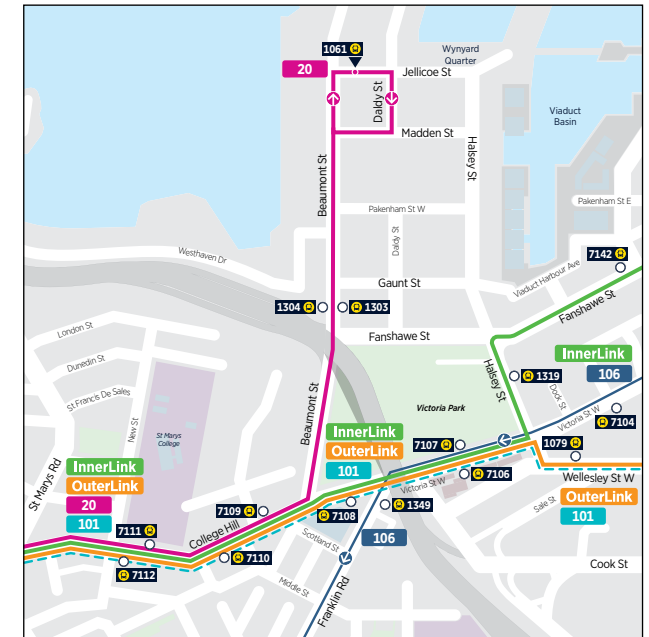 1061
Wynyard
Quarter
20
Jellicoe St
Daldy St
Viaduct
Basin
Madden St
Halsey St
Beaumont St
Pakenham St E
Pakenham St W
Daldy St
Westhaven Dr
7142
Viaduct Harbour Ave
Gaunt St
1304
1303
Fanshawe St
London St
Fanshawe St
InnerLink
106
Dunedin St
Halsey St
1319
Dock St
St Francis De Sales
New St
Beaumont St
Victoria Park
7104
Victoria St W
St Marys
College
InnerLink
OuterLink
101
7107
1079
St Marys Rd
InnerLink
OuterLink
20
101
7106
Wellesley St W
Victoria St W
OuterLink
101
7109
7108
1349
Sale St
7111
College Hill
Scotland St
106
7110
7112
Cook St
Middle St
Franklin Rd